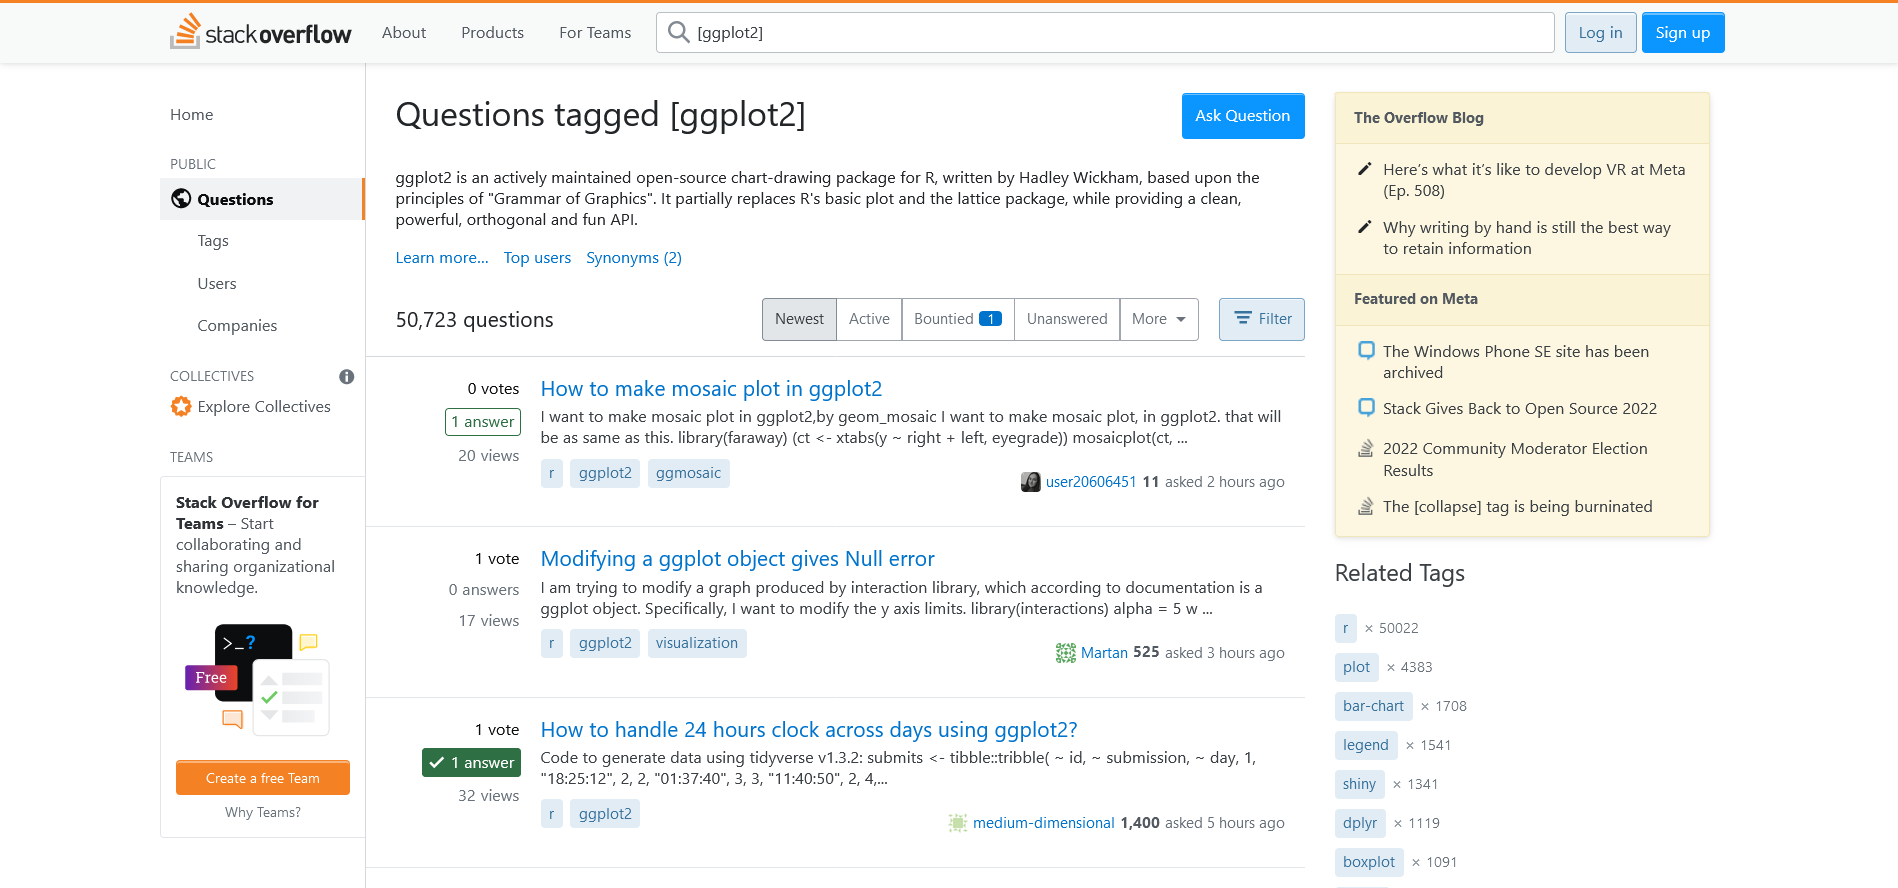 stack overflow
About
Products
For Teams
[ggplot2]
Log in
Sign up
Home
PUBLIC
Questions
Tags
Users
Companies
COLLECTIVES
Explore Collectives
TEAMS
Stack Overflow for
Teams – Start
collaborating and
sharing organizational
knowledge.
>_?
Free
Create a free Team
Why Teams?
Questions tagged [ggplot2]
Ask Question
ggplot2 is an actively maintained open-source chart-drawing package for R, written by Hadley Wickham, based upon the
principles of "Grammar of Graphics". It partially replaces R's basic plot and the lattice package, while providing a clean,
powerful, orthogonal and fun API.
Learn more... Top users Synonyms (2)
50,723 questions
Newest
Active
Bountied 1
Unanswered
More
Filter
0 votes
1 answer
20 views
How to make mosaic plot in ggplot2
I want to make mosaic plot in ggplot2,by geom_mosaic I want to make mosaic plot, in ggplot2. that will
be as same as this. library(faraway) (ct <- xtabs(y ~ right + left, eyegrade)) mosaicplot(ct, ...
r ggplot2 ggmosaic
user20606451 11 asked 2 hours ago
1 vote
0 answers
17 views
Modifying a ggplot object gives Null error
I am trying to modify a graph produced by interaction library, which according to documentation is a
ggplot object. Specifically, I want to modify the y axis limits. library(interactions) alpha = 5 w ...
r ggplot2 visualization
Martan 525 asked 3 hours ago
1 vote
1 answer
32 views
How to handle 24 hours clock across days using ggplot2?
Code to generate data using tidyverse v1.3.2: submits <- tibble::tribble( ~ id, ~ submission, ~ day, 1,
"18:25:12", 2, 2, "01:37:40", 3, 3, "11:40:50", 2, 4,...
r ggplot2
medium-dimensional 1,400 asked 5 hours ago
The Overflow Blog
Here's what it's like to develop VR at Meta
(Ep. 508)
Why writing by hand is still the best way
to retain information
Featured on Meta
The Windows Phone SE site has been
archived
Stack Gives Back to Open Source 2022
2022 Community Moderator Election
Results
The [collapse] tag is being burninated
Related Tags
r × 50022
plot × 4383
bar-chart × 1708
legend × 1541
shiny × 1341
dplyr × 1119
boxplot × 1091